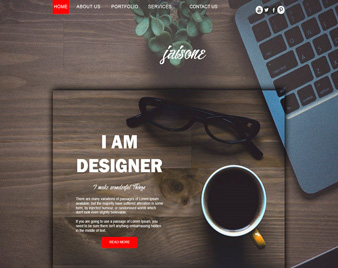 HOME ABOUT US PORTFOLIO SERVICES CONTACT US
jaisone
I AM
DESIGNER
I make wonderful Things
There are many variations of passages of Lorem Ipsum
available, but the majority have suffered alteration in some
form, by injected humour, or randomised words which
don't look even slightly believable.
If you are going to use a passage of Lorem Ipsum, you
need to be sure there isn't anything embarrassing hidden
in the middle of text.
READ MORE